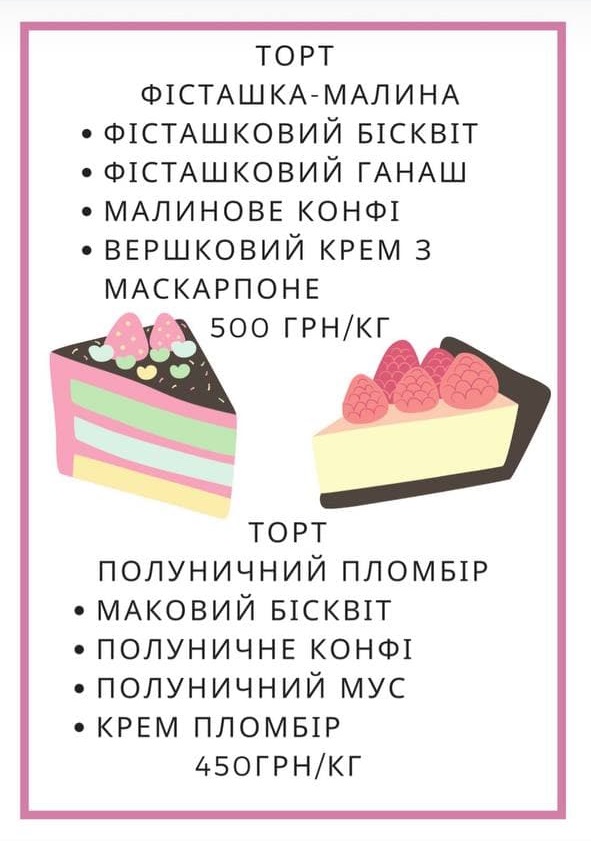 ТОРТ
ФІСТАШКА-МАЛИНА
• ФІСТАШКОВИЙ БІСКВІТ
• ФІСТАШКОВИЙ ГАНАШ
• МАЛИНОВЕ КОНФІ
• ВЕРШКОВИЙ КРЕМ З
МАСКАРПОНЕ
500 ГРН/КГ
ТОРТ
ПОЛУНИЧНИЙ ПЛОМБІР
• МАКОВИЙ БІСКВІТ
• ПОЛУНИЧНЕ КОНФІ
• ПОЛУНИЧНИЙ МУС
• КРЕМ ПЛОМБІР
450ГРН/КГ